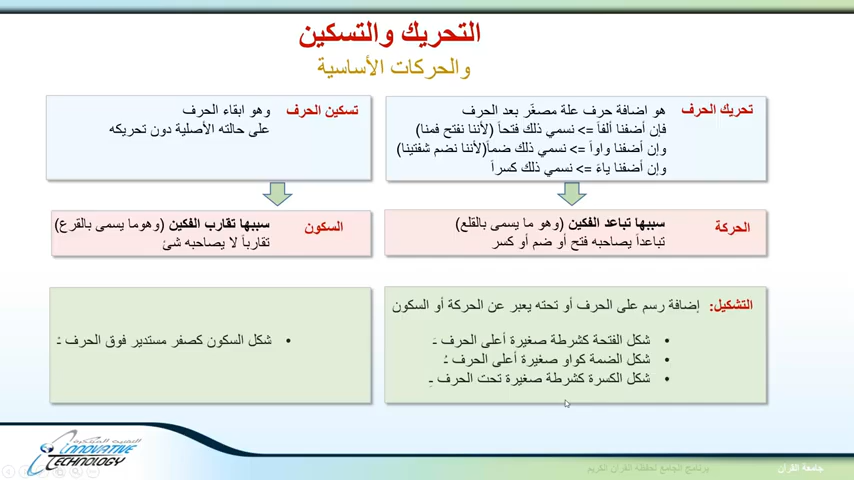 التحريك والتسكين
والحركات الأساسية
تحريك الحرف
هو اضافة حرف علة مصغّر بعد الحرف
فإن أضفنا ألفاً => نسمي ذلك فتحاً (لأننا نفتح فمنا)
وإن أضفنا واواً => نسمي ذلك ضماً(لأننا نضم شفتينا)
وإن أضفنا ياءً => نسمي ذلك كسراً
تسكين الحرف
وهو ابقاء الحرف
على حالته الأصلية دون تحريكه
الحركة
سببها تباعد الفكين (وهو ما يسمى بالقلع)
تباعداً يصاحبه فتح أو ضم أو كسر
السكون
سببها تقارب الفكين (وهوما يسمى بالقرع)
تقارباً لا يصاحبه شئ
التشكيل: إضافة رسم على الحرف أو تحته يعبر عن الحركة أو السكون
• شكل الفتحة كشرطة صغيرة أعلى الحرف ـَ
• شكل الضمة كواو صغيرة أعلى الحرف ـُ
• شكل الكسرة كشرطة صغيرة تحت الحرف ـِ
• شكل السكون كصفر مستدير فوق الحرف ـْ
INNOVATIVE
TECHNOLOGY
برنامج الجامع لحفظة القرآن الكريم
جامعة القرآن